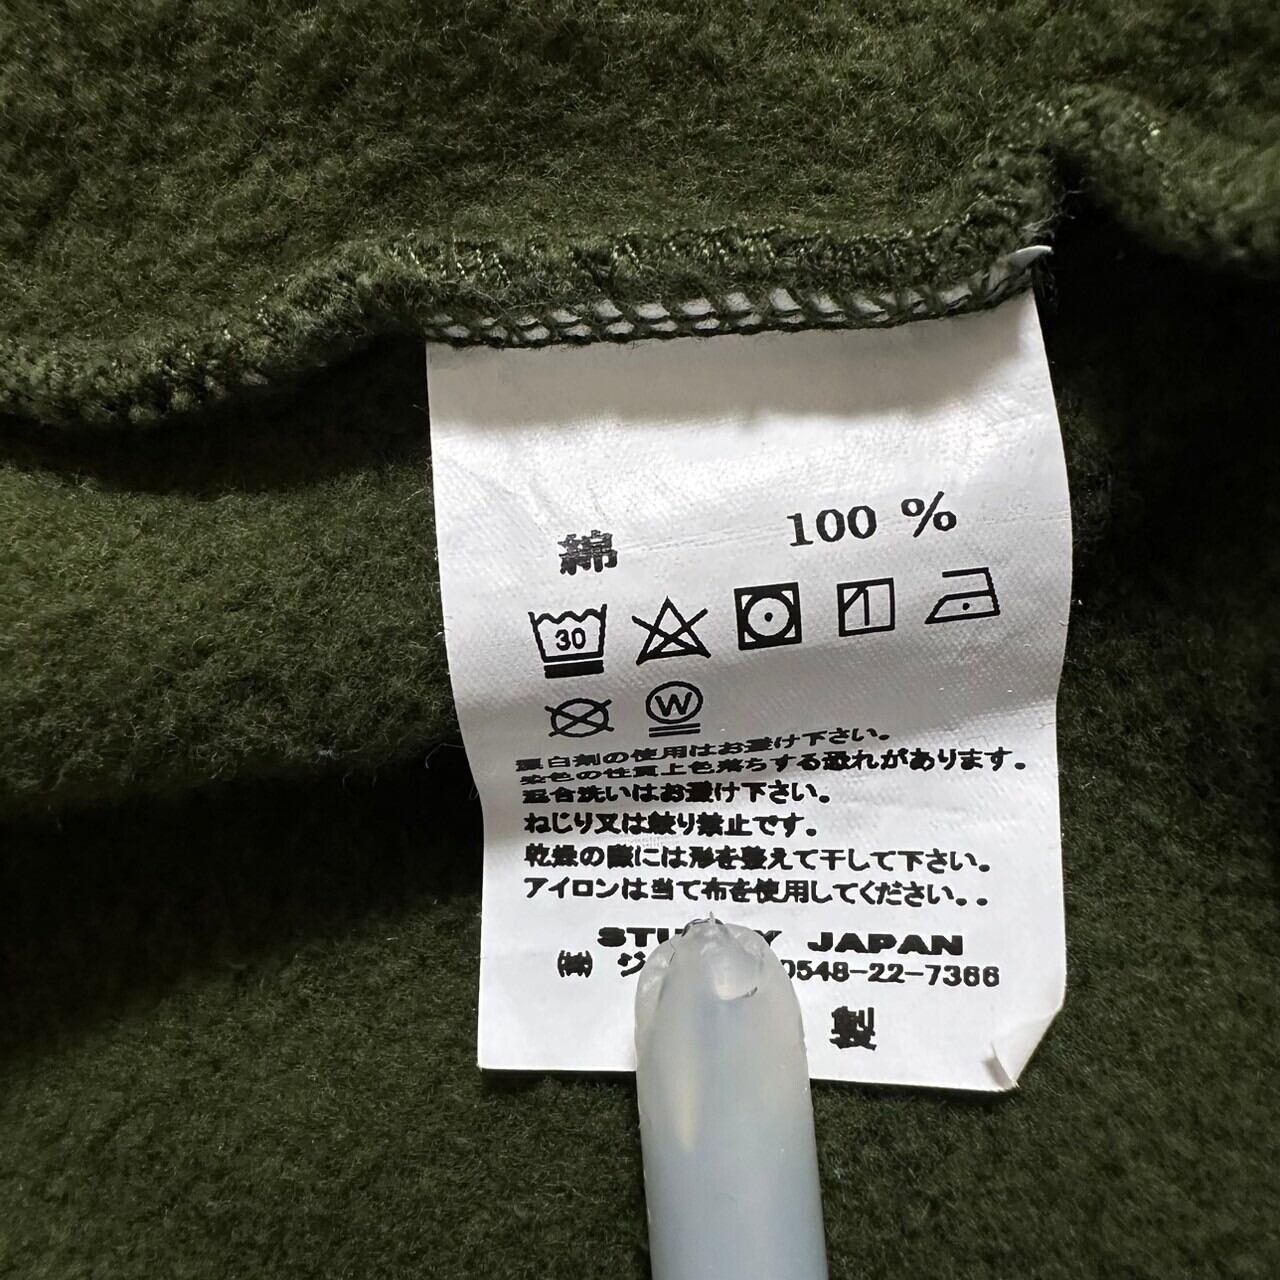 綿 100 %
30
1
W
漂白剤の使用はお避け下さい。
染色の性質上色落ちする恐れがあります。
混合洗いはお避け下さい。
ねじり又は絞り禁止です。
乾燥の際には形を整えて干して下さい。
アイロンは当て布を使用してください。。
JAPAN
0548-22-7366
製